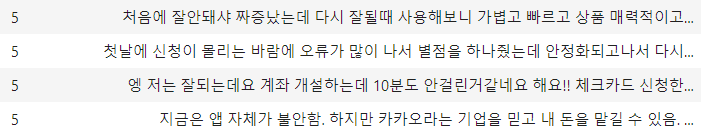 5 처음에 잘안돼샤 짜증났는데 다시 잘될때 사용해보니 가볍고 빠르고 상품 매력적이고...
5 첫날에 신청이 몰리는 바람에 오류가 많이 나서 별점을 하나줬는데 안정화되고나서 다시...
5 엥 저는 잘되는데요 계좌 개설하는데 10분도 안걸린거같네요 해요!! 체크카드 신청한...
5 지금은 앱 자체가 불안함. 하지만 카카오라는 기업을 믿고 내 돈을 맡길 수 있음. ...